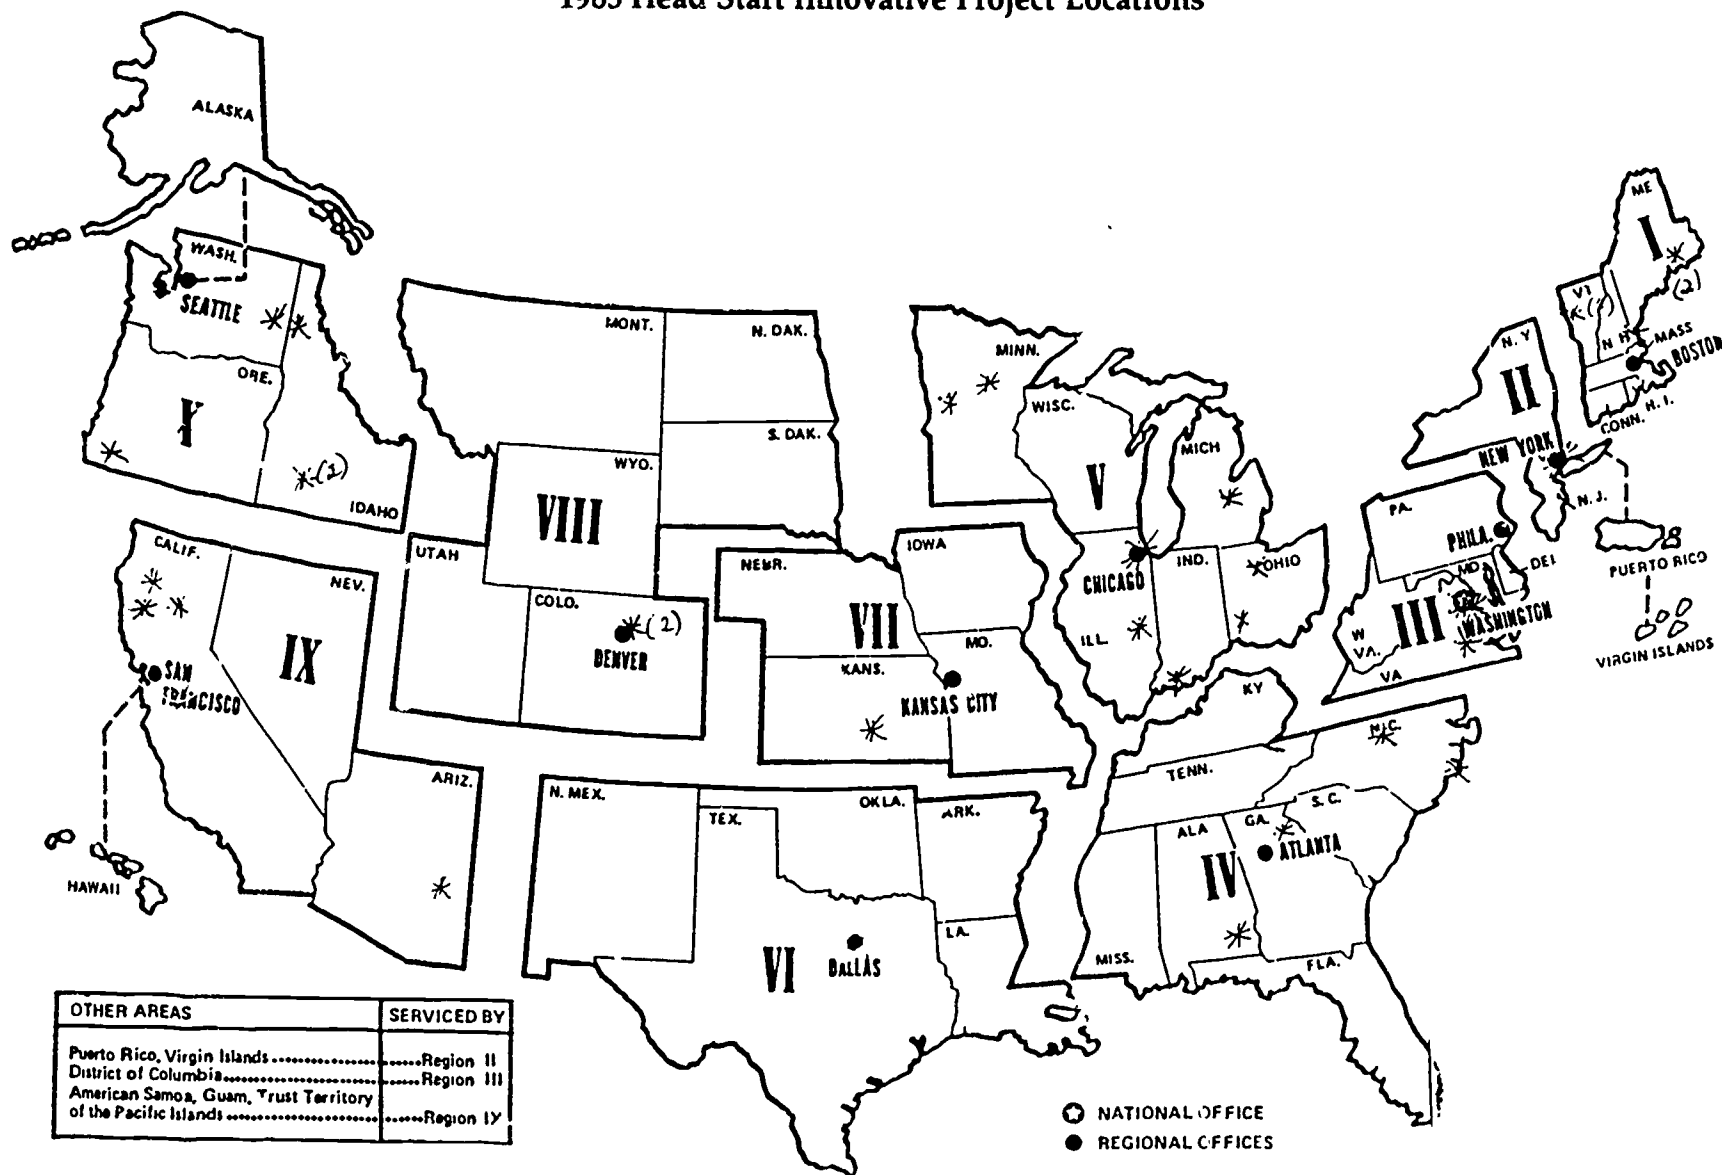 1985 Head Start Innovative Project Locations
ALASKA
WASH.
SEATTLE
ORE.
IDAHO
(2)
MONT.
N. DAK.
S. DAK.
WYO.
VIII
UTAH
COLO.
(2)
DENVER
CALIF.
NEV.
IX
SAN
FRANCISCO
ARIZ.
HAWAII
MINN.
WISC.
MICH
V
CHICAGO
ILL.
IND.
OHIO
NEBR.
IOWA
VII
KANS.
MO.
KANSAS CITY
N. MEX.
TEX.
OKLA.
ARK.
LA.
VI
DALLAS
KY
TENN.
N.C.
S. C.
MISS.
ALA
GA.
ATLANTA
IV
FLA.
ME
I
(2)
VT
N H
MASS
BOSTON
CONN.
R. I.
N. Y
II
NEW YORK
N. J.
PA.
PHILA.
DEL
MD.
III
WASHINGTON
W.
VA.
VA
PUERTO RICO
VIRGIN ISLANDS
OTHER AREAS SERVICED BY
Puerto Rico, Virgin Islands ..................Region II
District of Columbia..................Region III
American Samoa, Guam, Trust Territory
of the Pacific Islands ..................Region IX
NATIONAL OFFICE
REGIONAL OFFICES